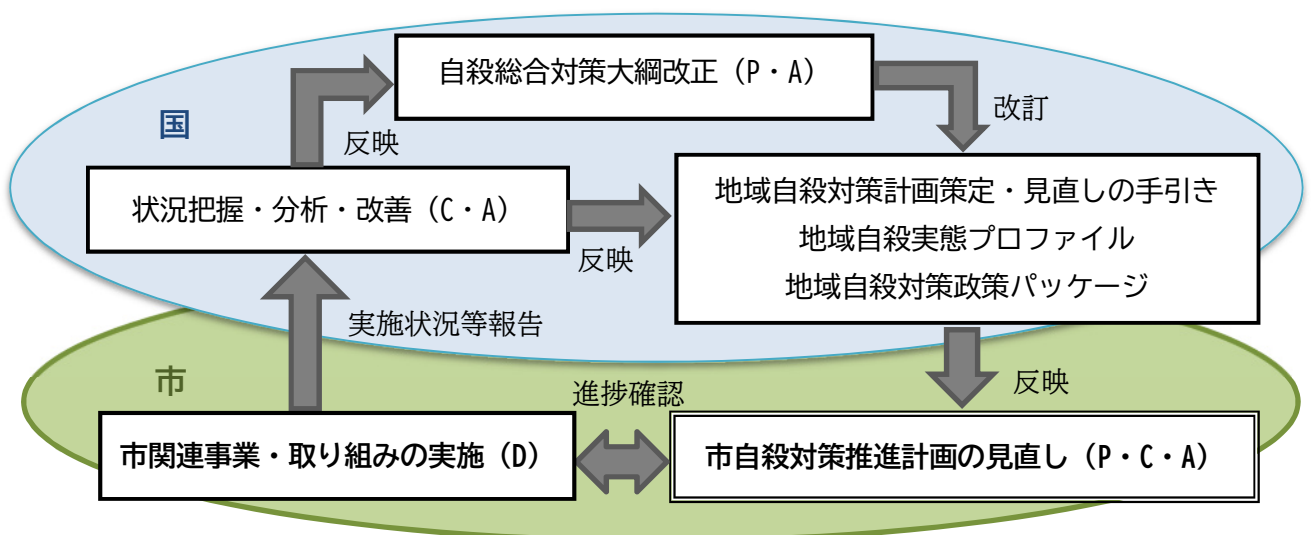 自殺総合対策大綱改正（P・A）
国
改訂
反映
状況把握・分析・改善（C・A）
地域自殺対策計画策定・見直しの手引き
地域自殺実態プロファイル
地域自殺対策政策パッケージ
反映
実施状況等報告
市
進捗確認
反映
市関連事業・取り組みの実施（D）
市自殺対策推進計画の見直し（P・C・A）